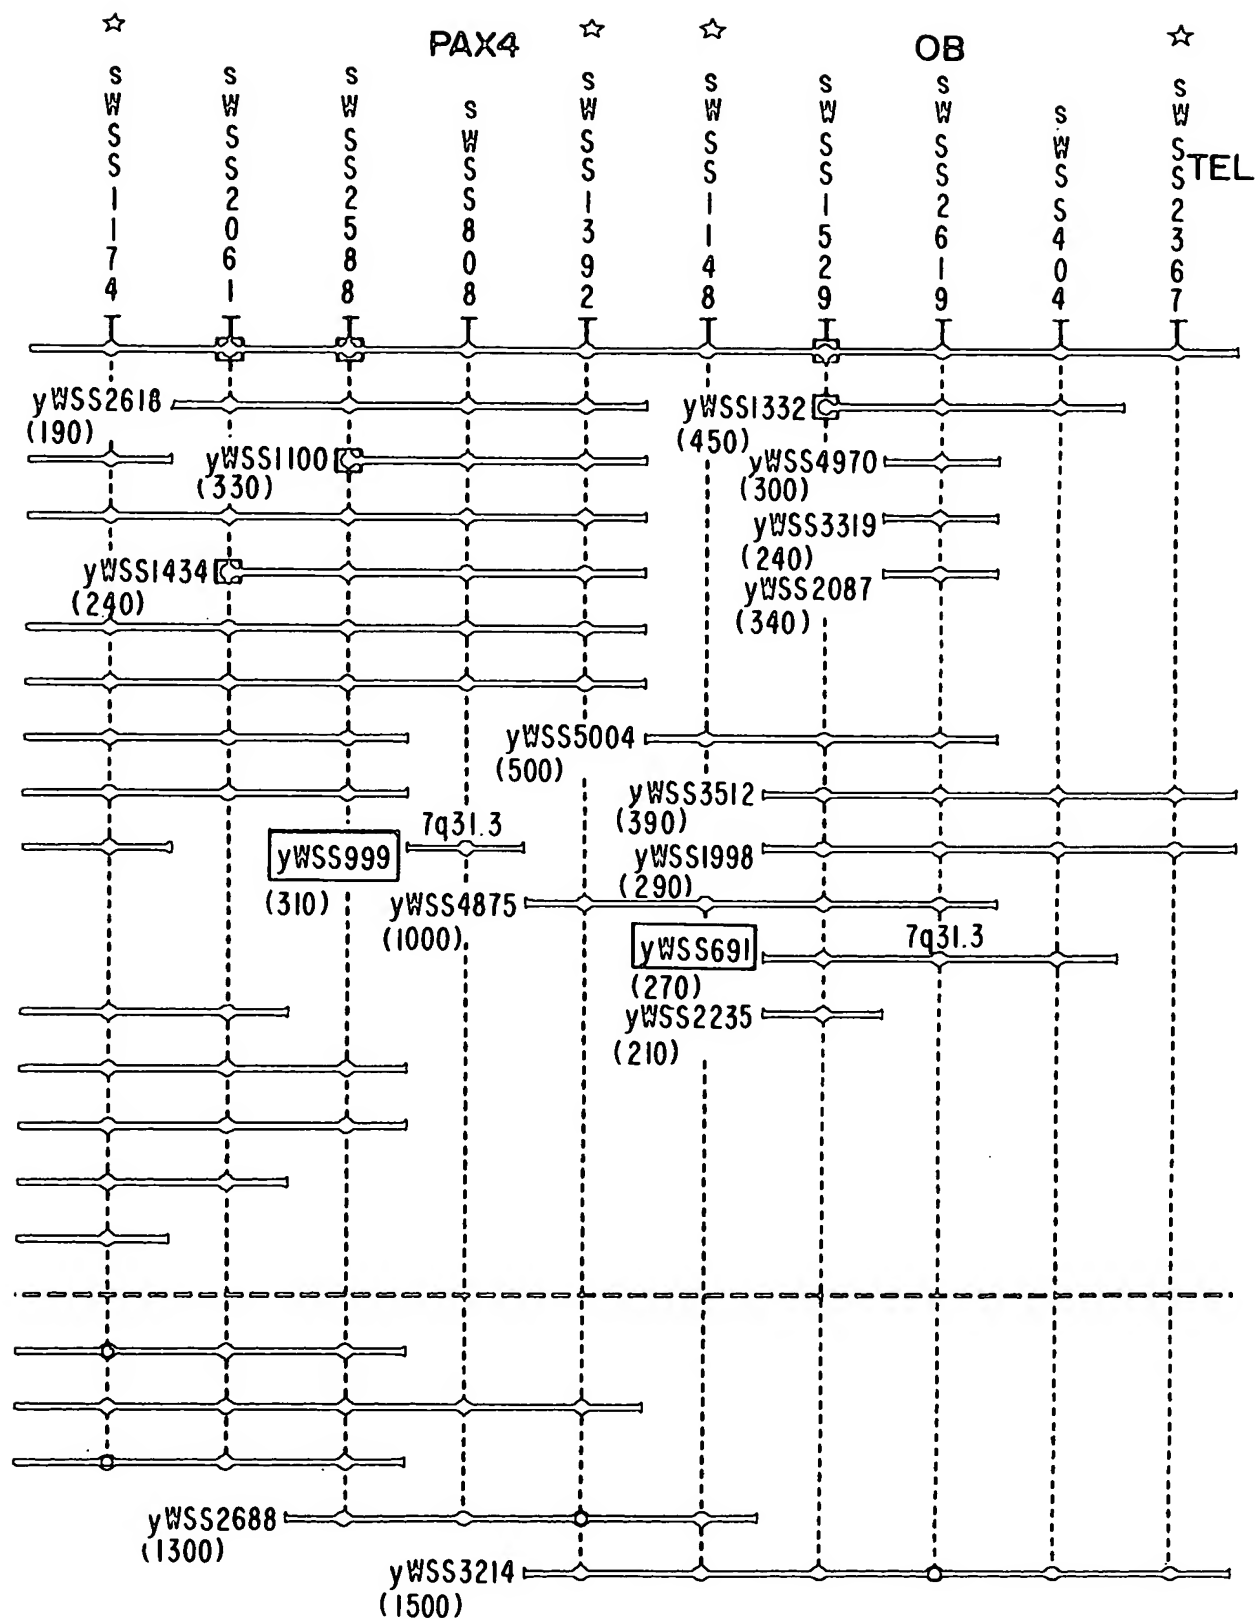 PAX4
OB
TEL
sWSS1174
sWSS2061
sWSS2588
sWSS808
sWSS1392
sWSS1148
sWSS1529
sWSS2619
sWSS404
sWSS2367
yWSS2618
(190)
yWSS1332
(450)
yWSS1100
(330)
yWSS4970
(300)
yWSS3319
(240)
yWSS1434
(240)
yWSS2087
(340)
yWSS5004
(500)
yWSS3512
(390)
7q31.3
yWSS999
(310)
yWSS1998
(290)
yWSS4875
(1000)
yWSS691
(270)
7q31.3
yWSS2235
(210)
yWSS2688
(1300)
yWSS3214
(1500)